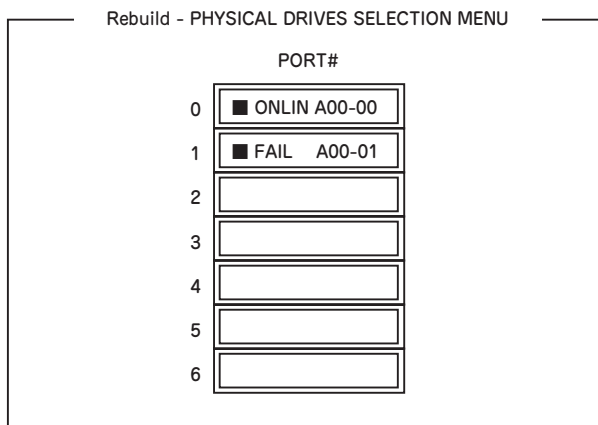 Rebuild - PHYSICAL DRIVES SELECTION MENU
PORT#
0 ■ ONLIN A00-00
1 ■ FAIL A00-01
2
3
4
5
6